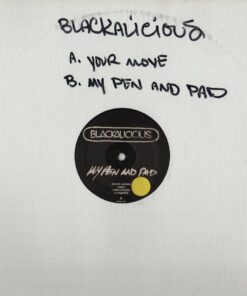 BLACKALICIOUS
A. YOUR MOVE
B. MY PEN AND PAD
BLACKALICIOUS
MY PEN AND PAD